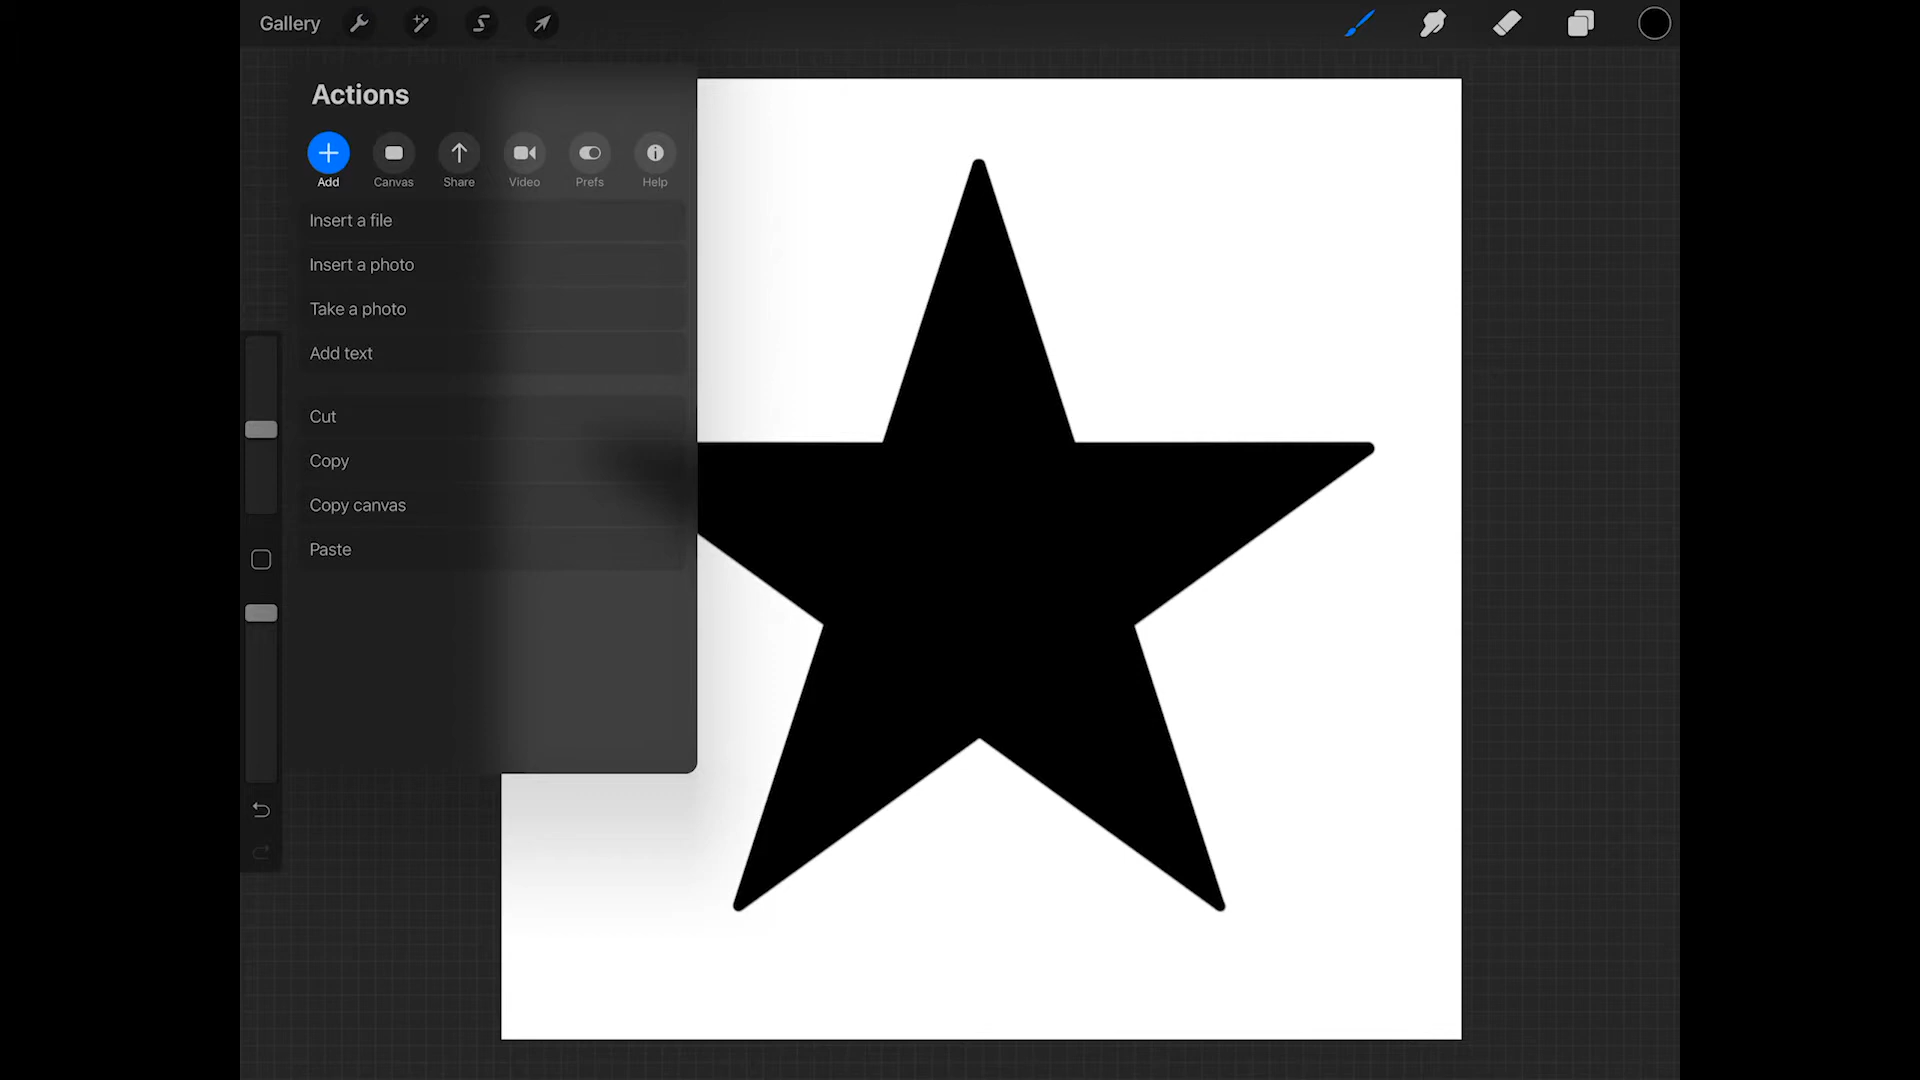 Gallery
Actions
Add Canvas Share Video Prefs Help
Insert a file
Insert a photo
Take a photo
Add text
Cut
Copy
Copy canvas
Paste